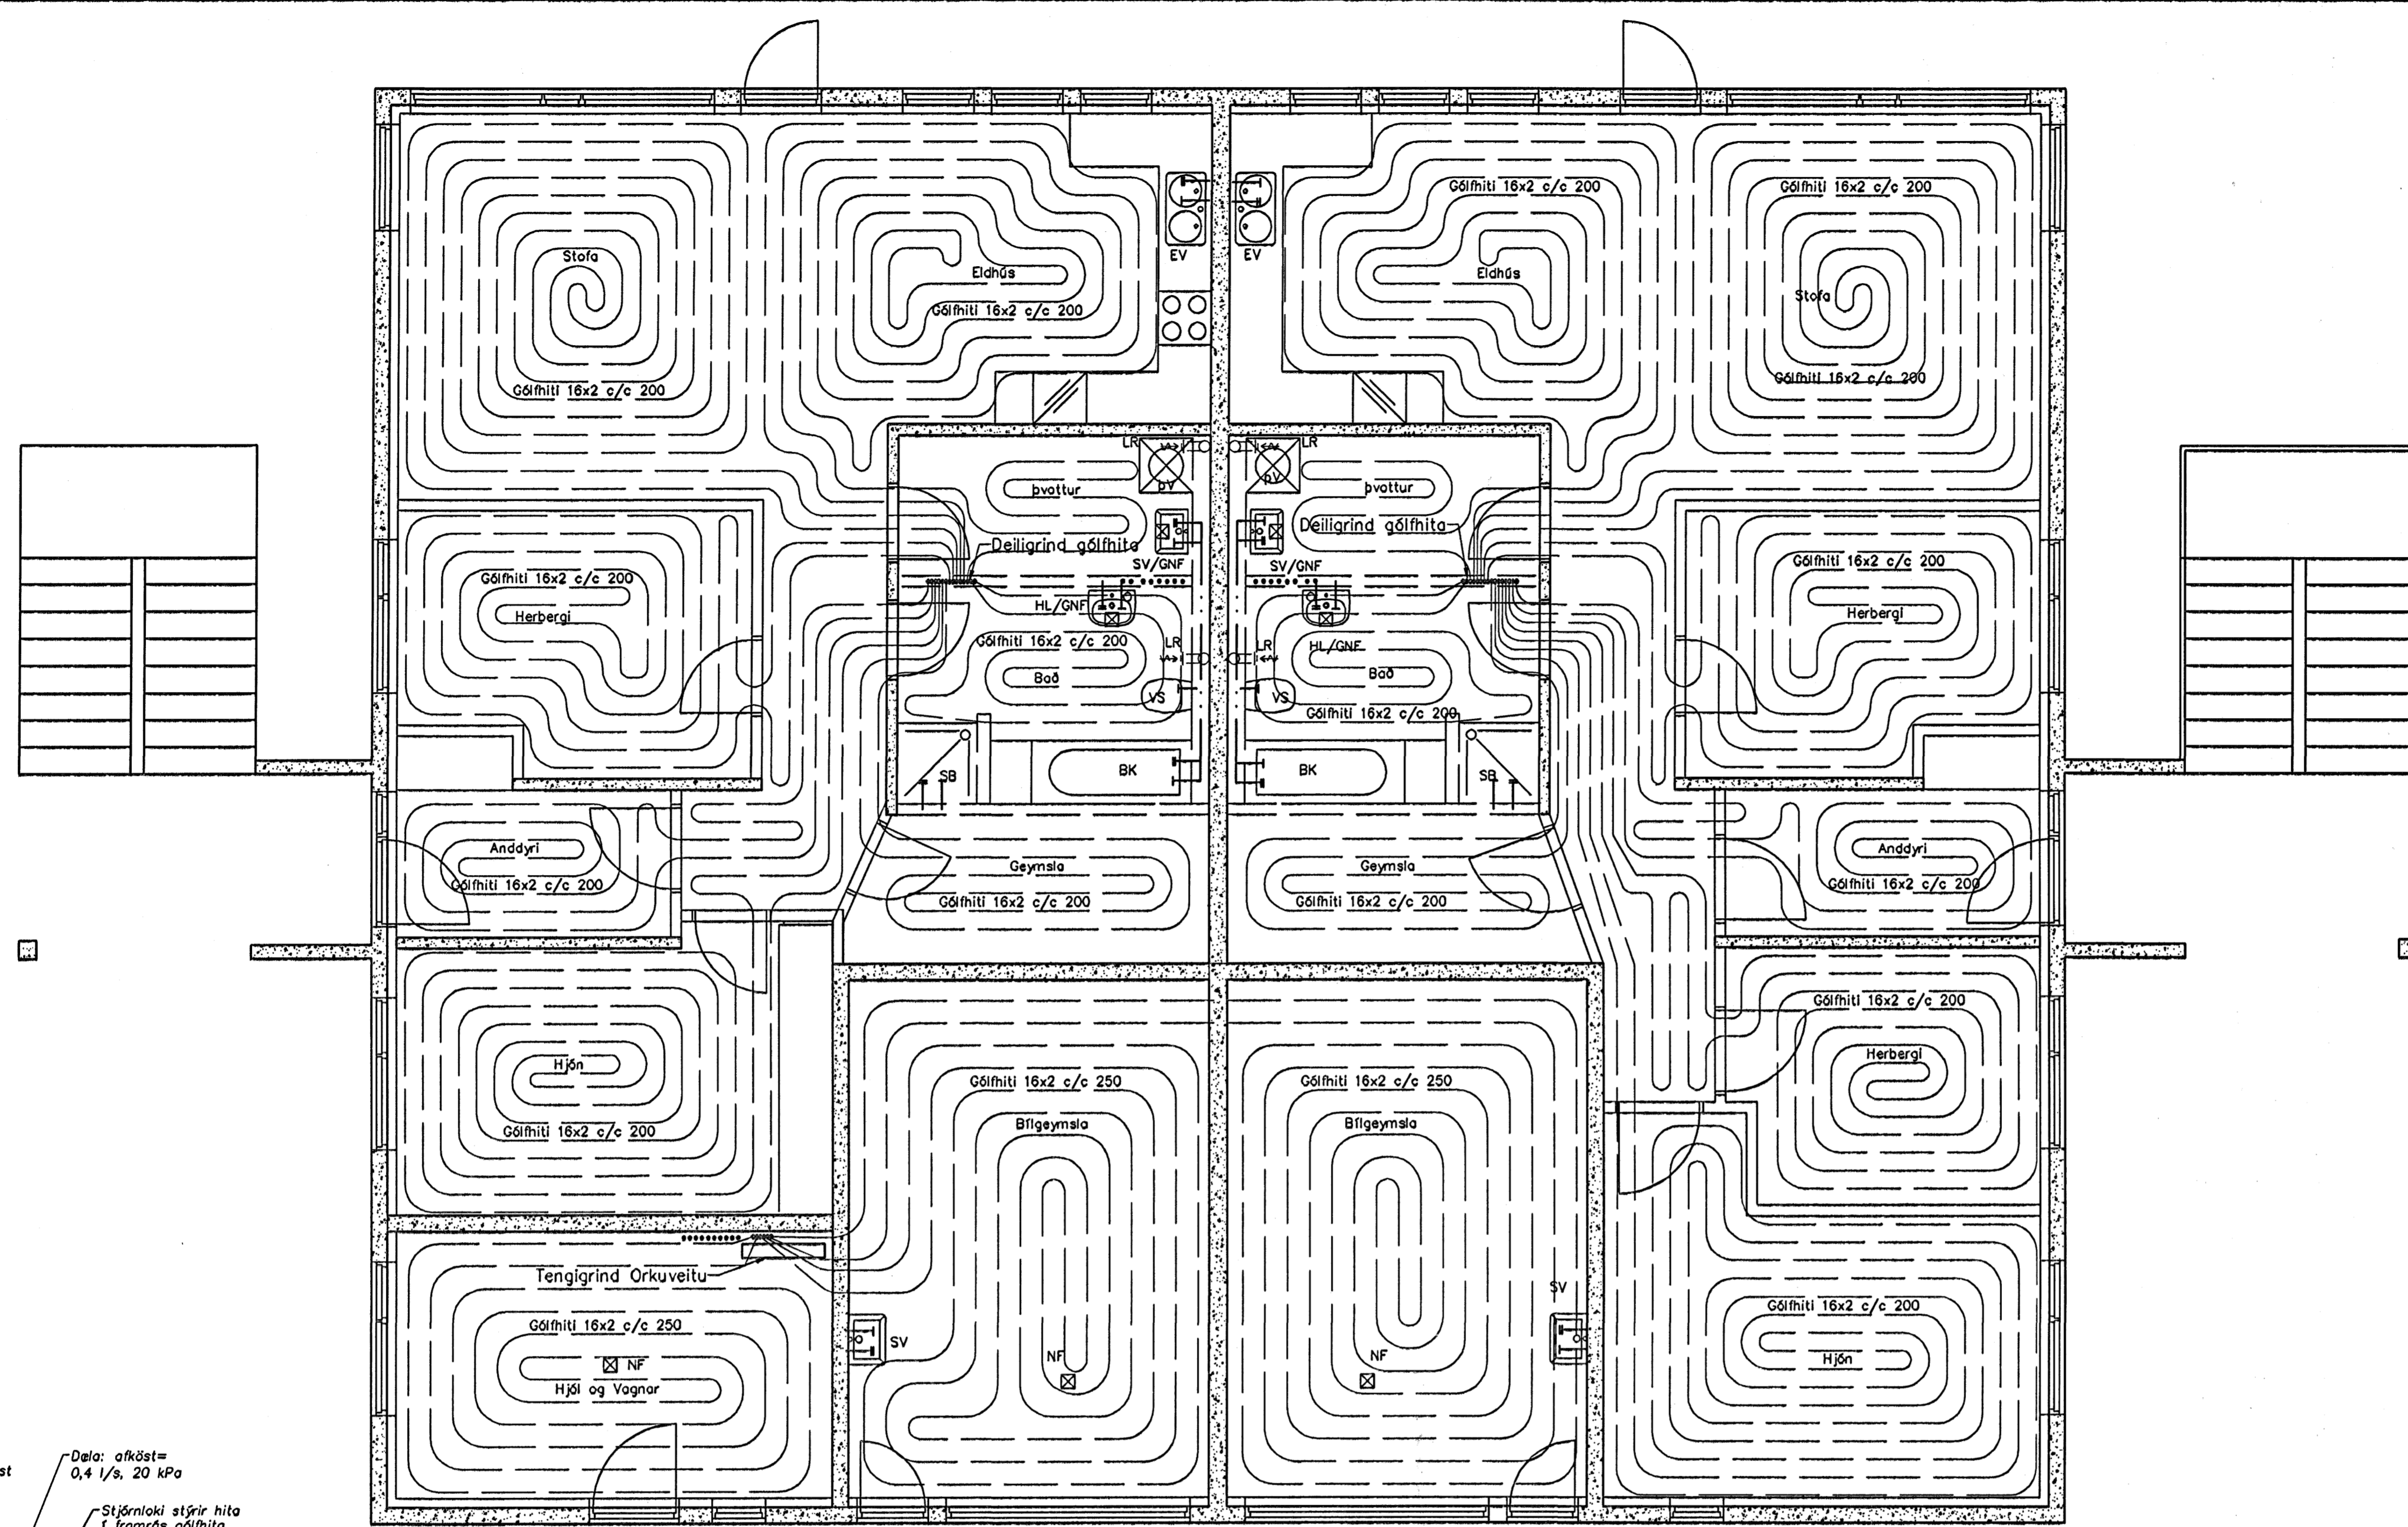 Gólfhiti 16x2 c/c 200
Gólfhiti 16x2 c/c 200
Stofa
EV
EV
Eldhús
Eldhús
Stofa
Gólfhiti 16x2 c/c 200
Gólfhiti 16x2 c/c 200
Gólfhiti 16x2 c/c 200
LR
LR
þV
þV
þvottur
þvottur
Deiligrind gólfhita
Deiligrind gólfhita
SV/GNF
SV/GNF
Gólfhiti 16x2 c/c 200
Herbergi
HL/GNF
Gólfhiti 16x2 c/c 200
LR
LR
HL/GNF
Gólfhiti 16x2 c/c 200
Herbergi
Bað
VS
VS
Bað
Gólfhiti 16x2 c/c 200
SB
BK
BK
SB
Anddyri
Gólfhiti 16x2 c/c 200
Geymsla
Gólfhiti 16x2 c/c 200
Geymsla
Gólfhiti 16x2 c/c 200
Anddyri
Gólfhiti 16x2 c/c 200
Gólfhiti 16x2 c/c 200
Herbergi
Hjón
Gólfhiti 16x2 c/c 200
Gólfhiti 16x2 c/c 250
Bílgeymsla
Gólfhiti 16x2 c/c 250
Bílgeymsla
Tengigrind Orkuveitu
SV
Gólfhiti 16x2 c/c 250
NF
Hjól og Vagnar
SV
NF
NF
Gólfhiti 16x2 c/c 200
Hjón
Dæla: afköst=
0,4 l/s, 20 kPa
st
Stjórnloki stýrir hita
í framrás gólfhita